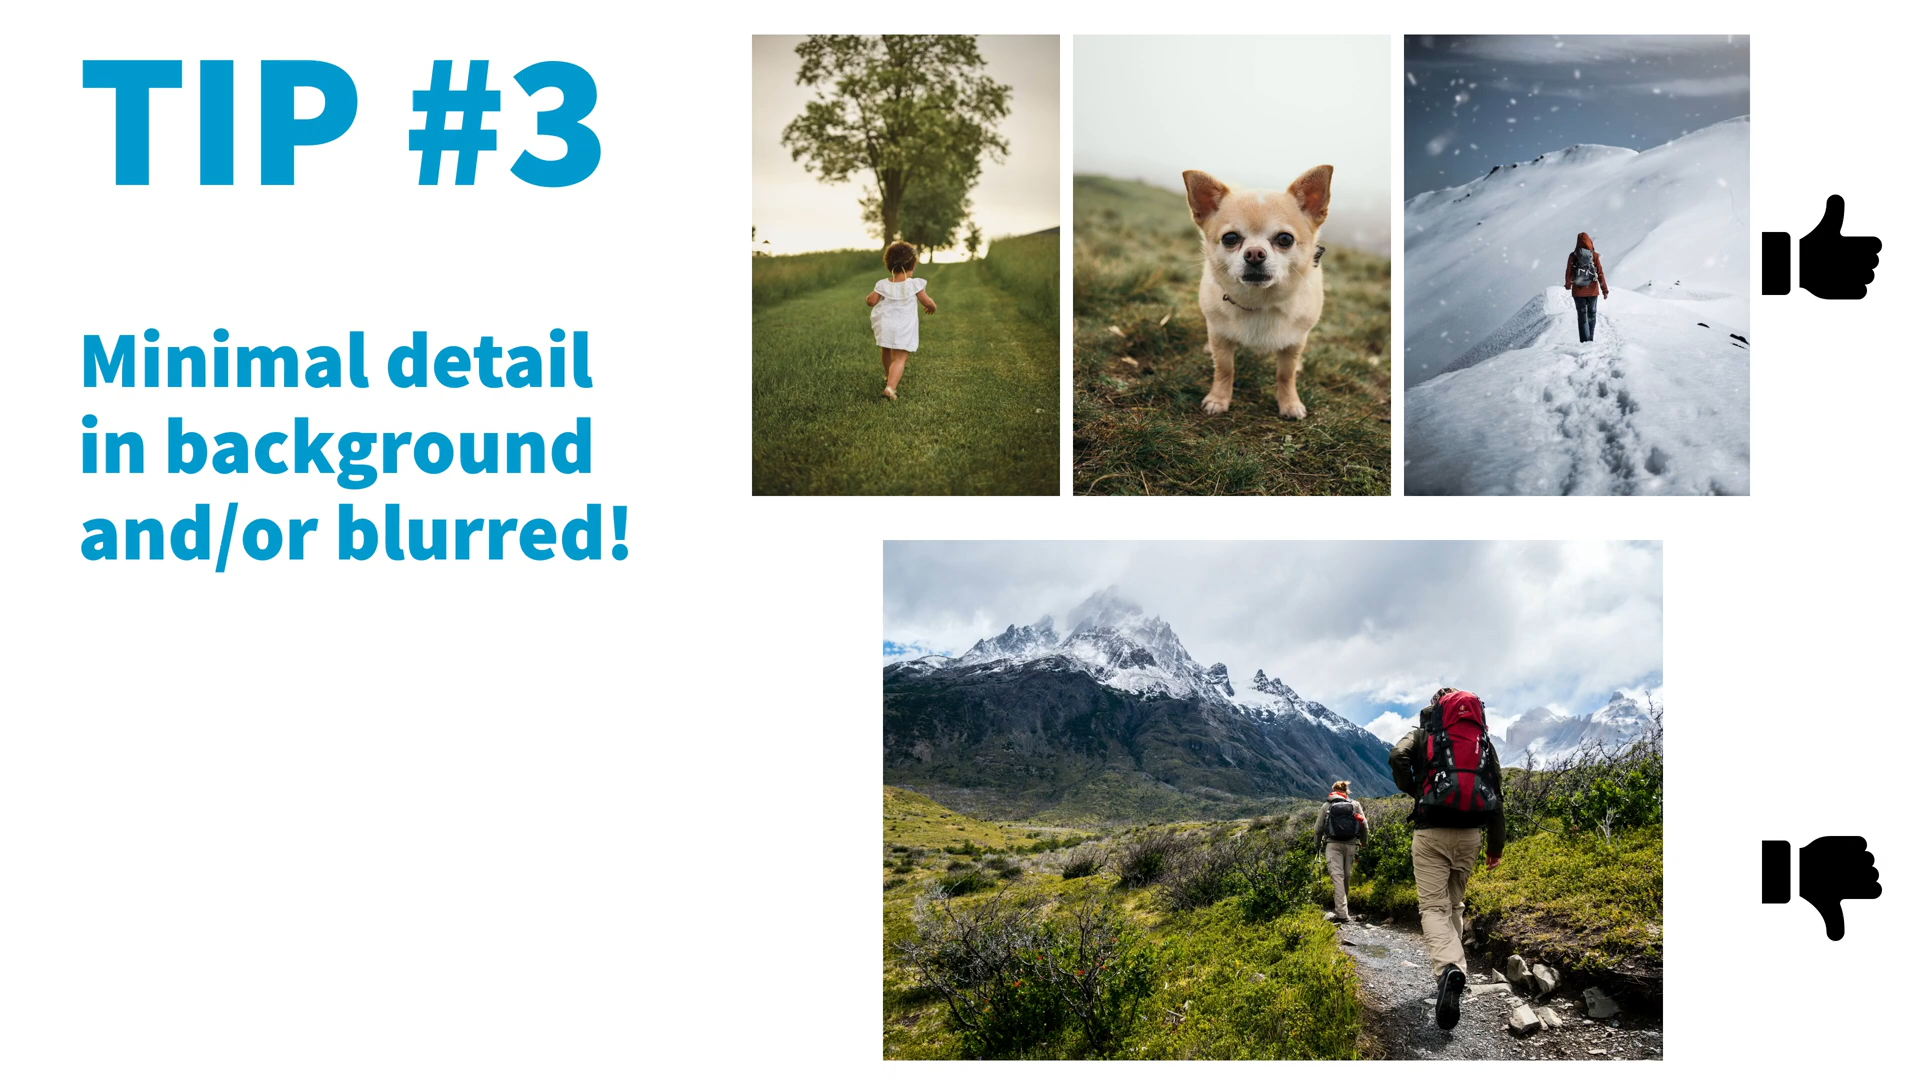 TIP #3
Minimal detail
in background
and/or blurred!